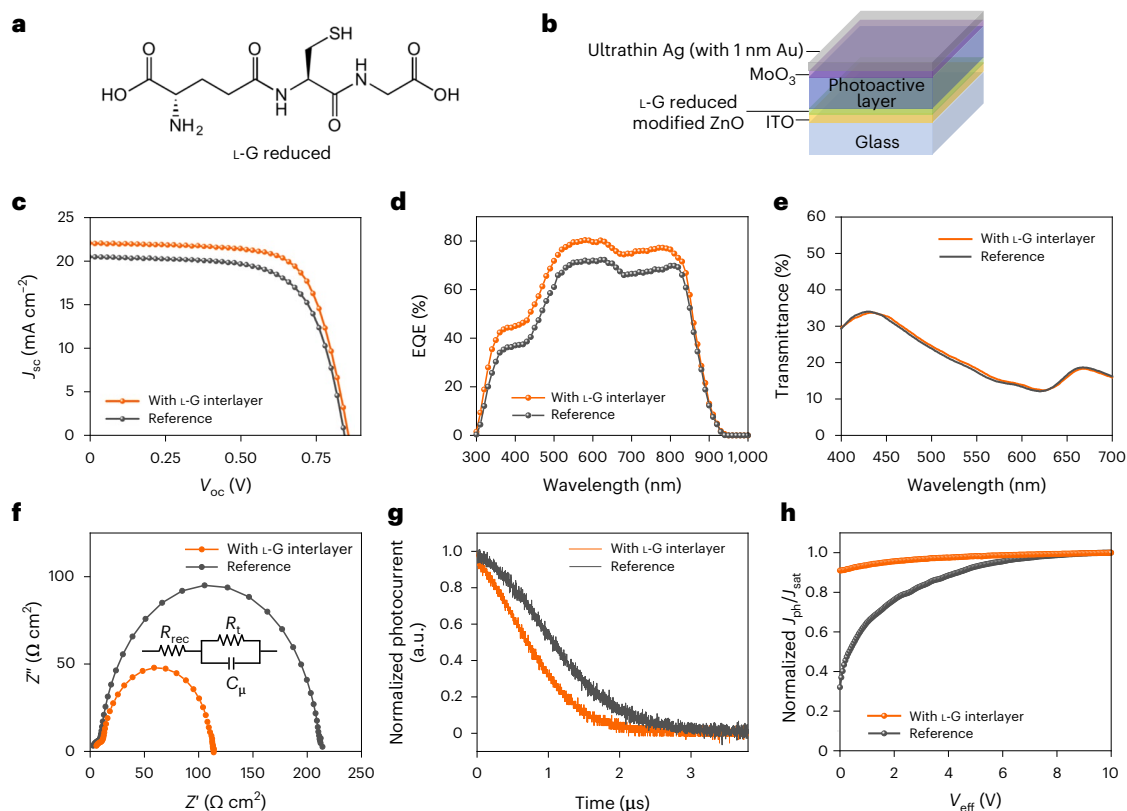 a
SH
O
O
O
HO
N
H
H
N
OH
NH₂
O
L-G reduced
b
Ultrathin Ag (with 1 nm Au)
MoO₃
Photoactive
layer
L-G reduced
modified ZnO
ITO
Glass
c
25
20
15
10
5
0
Jsc (mA cm⁻²)
With L-G interlayer
Reference
0 0.25 0.50 0.75
Voc (V)
d
80
60
40
20
0
EQE (%)
With L-G interlayer
Reference
300 400 500 600 700 800 900 1,000
Wavelength (nm)
e
60
50
40
30
20
10
0
Transmittance (%)
With L-G interlayer
Reference
400 450 500 550 600 650 700
Wavelength (nm)
f
100
50
0
Z″ (Ω cm²)
With L-G interlayer
Reference
Rrec
Rt
Cμ
0 50 100 150 200 250
Z′ (Ω cm²)
g
1.0
0.8
0.6
0.4
0.2
0
Normalized photocurrent
(a.u.)
With L-G interlayer
Reference
0 1 2 3
Time (μs)
h
1.0
0.8
0.6
0.4
0.2
0
Normalized Jph/Jsat
With L-G interlayer
Reference
0 2 4 6 8 10
Veff (V)